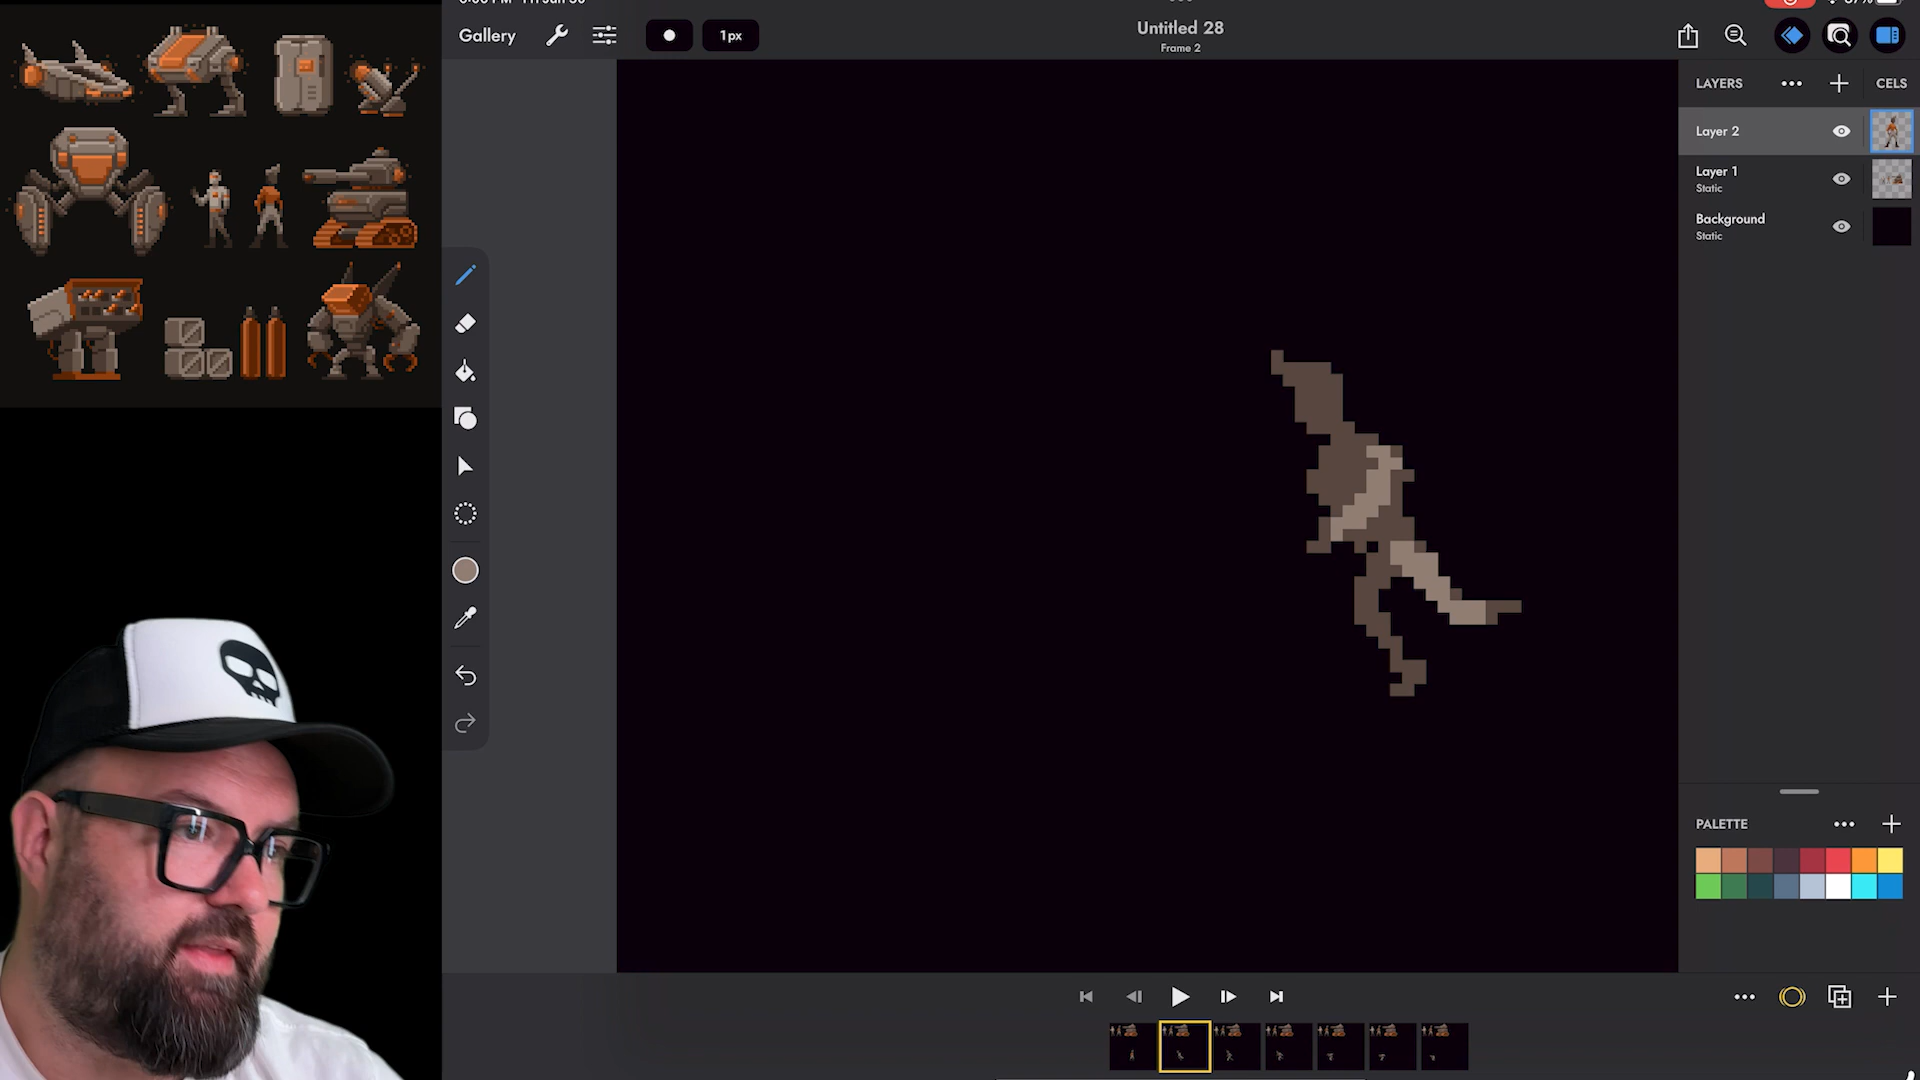 Gallery
1px
Untitled 28
Frame 2
LAYERS
CELS
Layer 2
Layer 1
Static
Background
Static
PALETTE